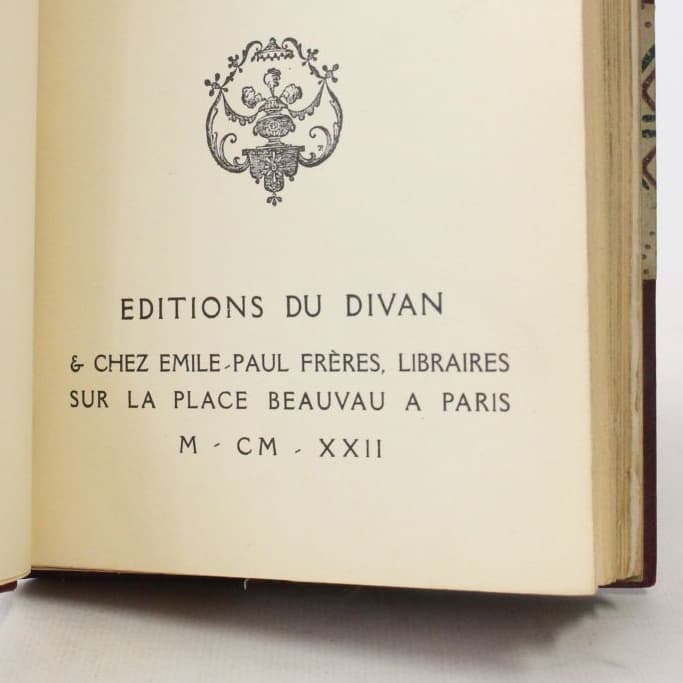 EDITIONS DU DIVAN
& CHEZ EMILE-PAUL FRÈRES, LIBRAIRES
SUR LA PLACE BEAUVAU A PARIS
M - CM - XXII